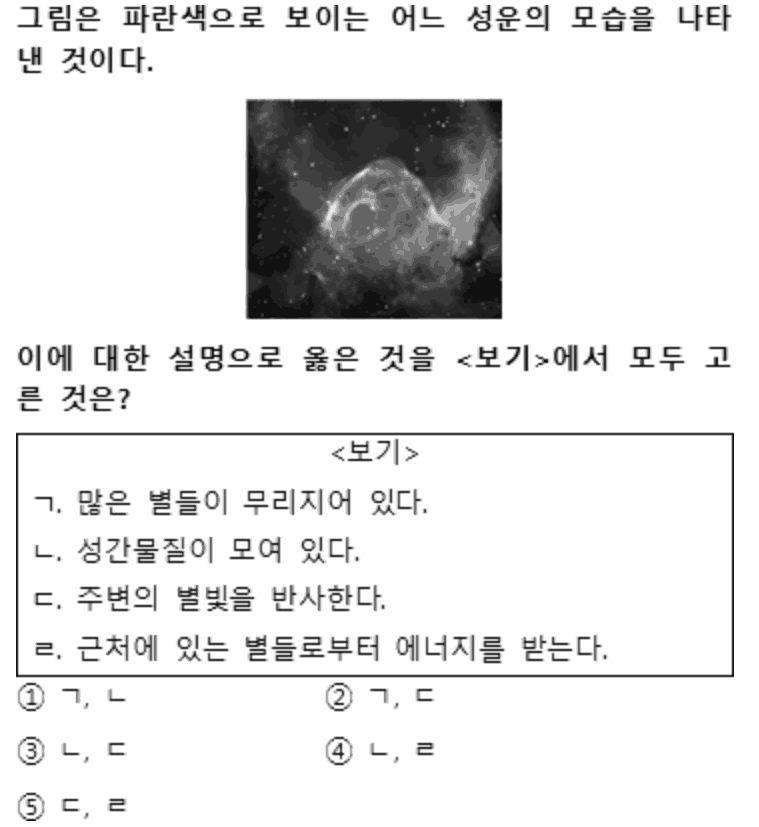 그림은 파란색으로 보이는 어느 성운의 모습을 나타
낸 것이다.
이에 대한 설명으로 옳은 것을 <보기>에서 모두 고
른 것은?
<보기>
ㄱ. 많은 별들이 무리지어 있다.
ㄴ. 성간물질이 모여 있다.
ㄷ. 주변의 별빛을 반사한다.
ㄹ. 근처에 있는 별들로부터 에너지를 받는다.
① ㄱ, ㄴ ② ㄱ, ㄷ
③ ㄴ, ㄷ ④ ㄴ, ㄹ
⑤ ㄷ, ㄹ